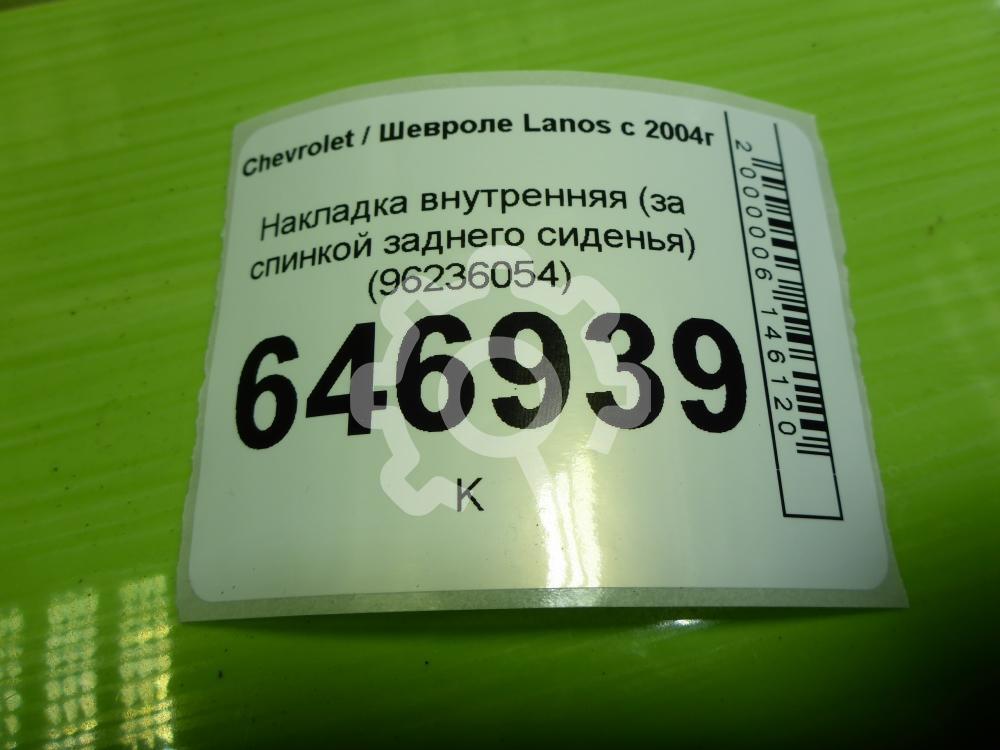 Chevrolet / Шевроле Lanos с 2004г
Накладка внутренняя (за
спинкой заднего сиденья)
(96236054)
646939
К
2000006146120